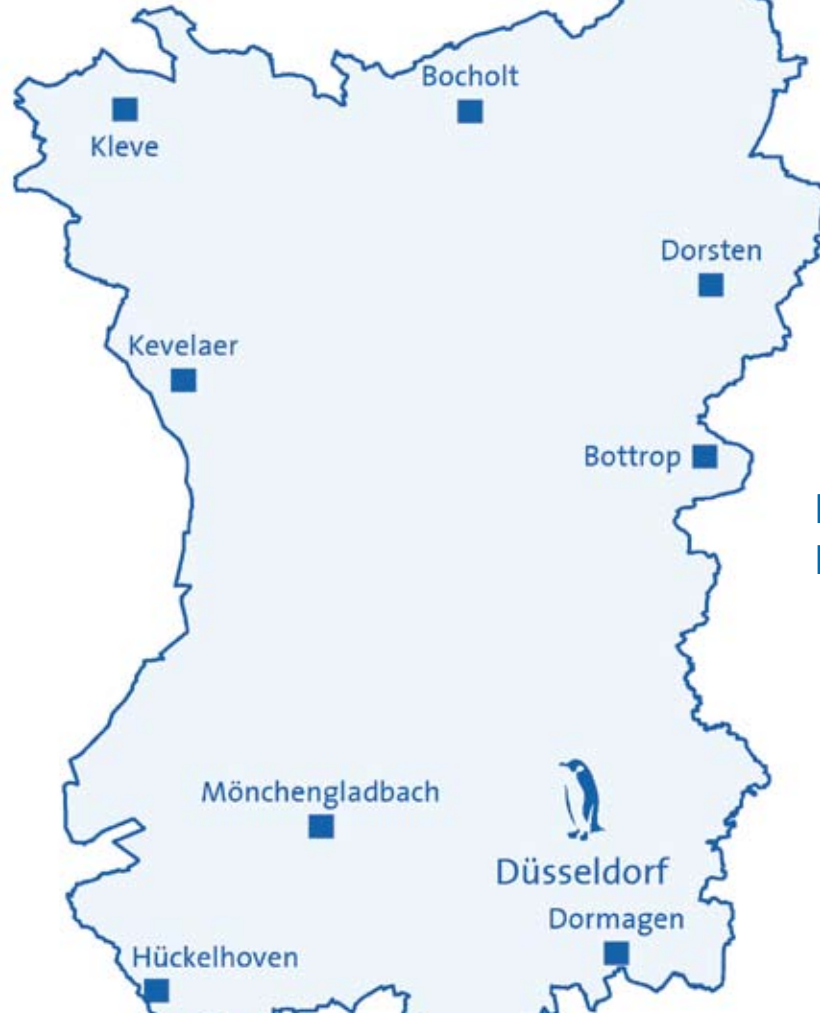 Bocholt
Kleve
Dorsten
Kevelaer
Bottrop
Mönchengladbach
Düsseldorf
Dormagen
Hückelhoven